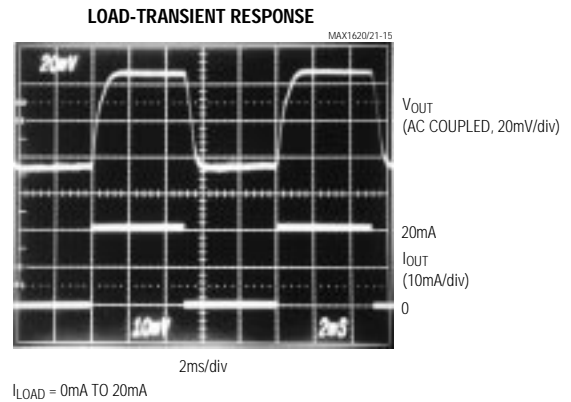 LOAD-TRANSIENT RESPONSE
MAX1620/21-15
20mV
VOUT
(AC COUPLED, 20mV/div)
20mA
IOUT
(10mA/div)
0
10mV
2mS
2ms/div
ILOAD = 0mA TO 20mA